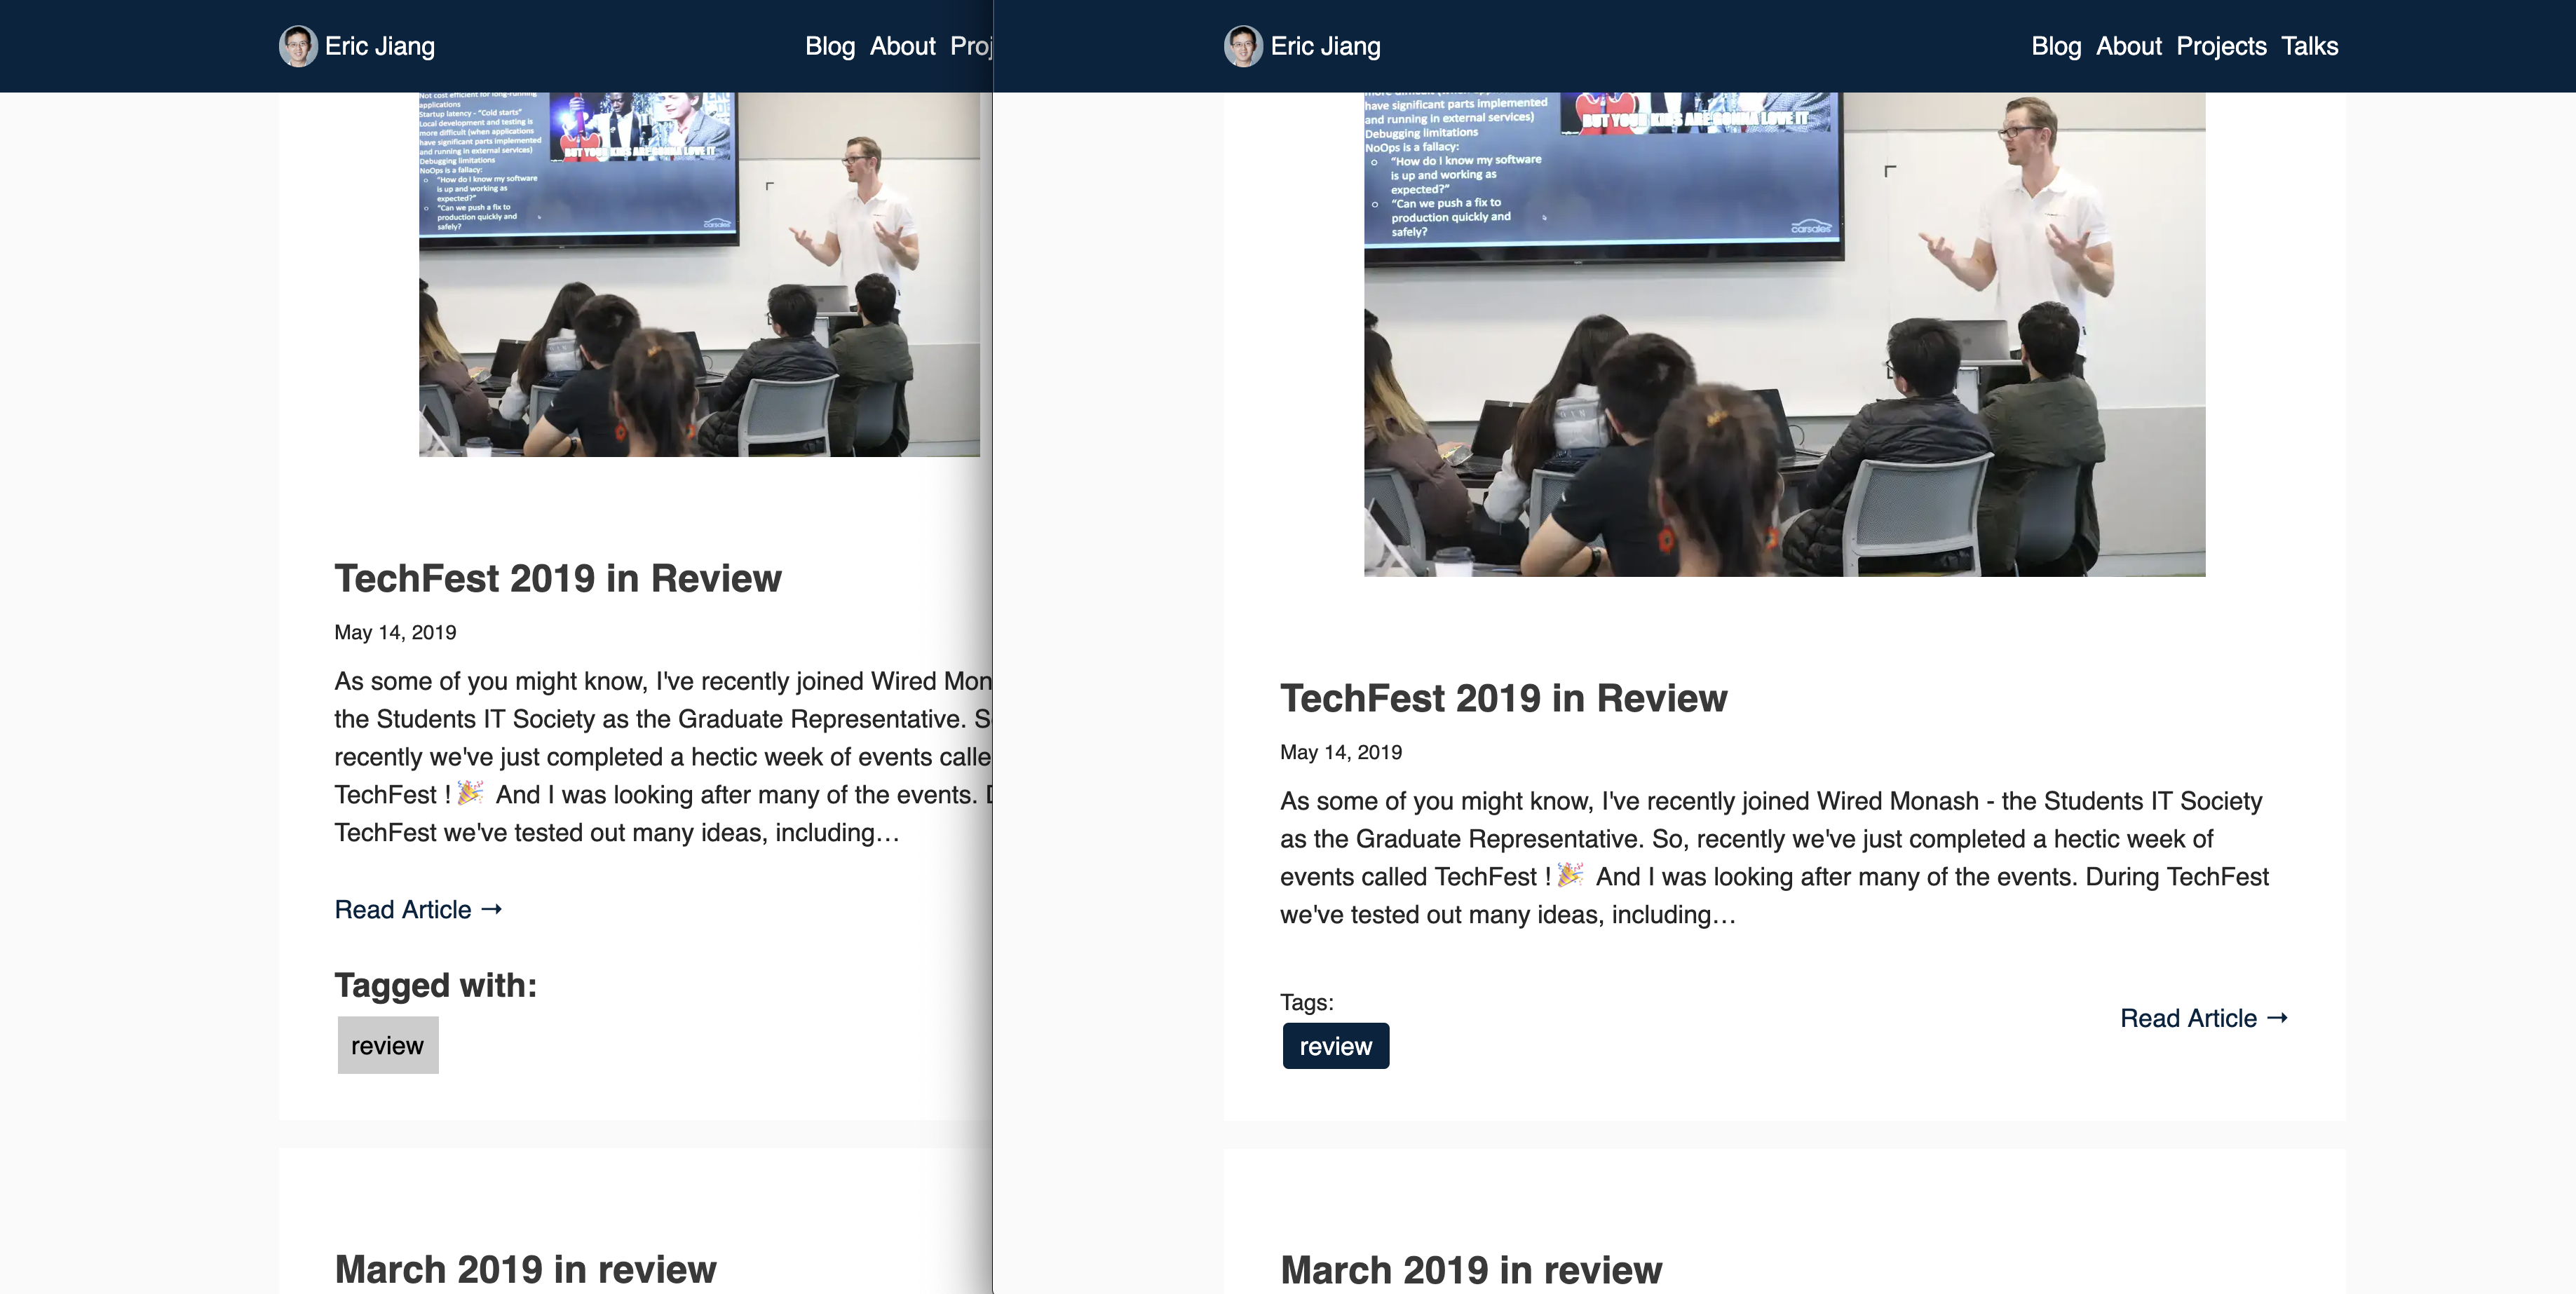 Eric Jiang
Blog About Proj
Not cost efficient for long-running
applications
Startup latency - "Cold starts"
Local development and testing is
more difficult (when applications
have significant parts implemented
and running in external services)
Debugging limitations
NoOps is a fallacy:
"How do I know my software
is up and working as
expected?"
"Can we push a fix to
production quickly and
safely?
BUT YOUR KIDS ARE GONNA LOVE IT
carsales
TechFest 2019 in Review
May 14, 2019
As some of you might know, I've recently joined Wired Mon
the Students IT Society as the Graduate Representative. S
recently we've just completed a hectic week of events calle
TechFest ! 🎉 And I was looking after many of the events. D
TechFest we've tested out many ideas, including…
Read Article →
Tagged with:
review
March 2019 in review
Eric Jiang
Blog About Projects Talks
have significant parts implemented
and running in external services)
Debugging limitations
NoOps is a fallacy:
"How do I know my software
is up and working as
expected?"
"Can we push a fix to
production quickly and
safely?
BUT YOUR KIDS ARE GONNA LOVE IT
carsales
TechFest 2019 in Review
May 14, 2019
As some of you might know, I've recently joined Wired Monash - the Students IT Society
as the Graduate Representative. So, recently we've just completed a hectic week of
events called TechFest ! 🎉 And I was looking after many of the events. During TechFest
we've tested out many ideas, including…
Tags:
review
Read Article →
March 2019 in review